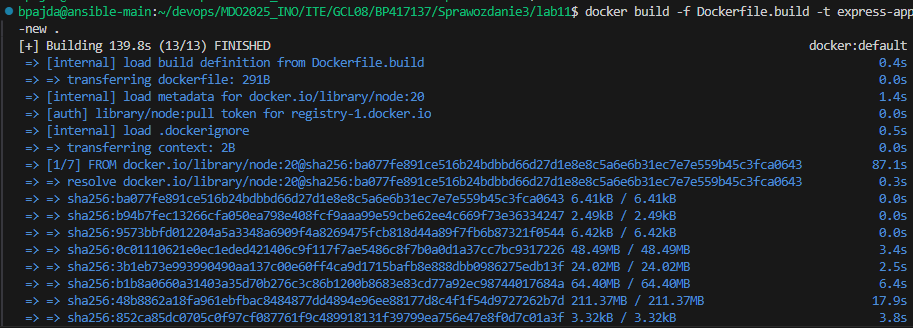 bpajda@ansible-main:~/devops/MDO2025_INO/ITE/GCL08/BP417137/Sprawozdanie3/lab11$ docker build -f Dockerfile.build -t express-app
-new .
[+] Building 139.8s (13/13) FINISHED docker:default
=> [internal] load build definition from Dockerfile.build 0.4s
=> => transferring dockerfile: 291B 0.0s
=> [internal] load metadata for docker.io/library/node:20 1.4s
=> [auth] library/node:pull token for registry-1.docker.io 0.0s
=> [internal] load .dockerignore 0.5s
=> => transferring context: 2B 0.0s
=> [1/7] FROM docker.io/library/node:20@sha256:ba077fe891ce516b24bdbbd66d27d1e8e8c5a6e6b31ec7e7e559b45c3fca0643 87.1s
=> => resolve docker.io/library/node:20@sha256:ba077fe891ce516b24bdbbd66d27d1e8e8c5a6e6b31ec7e7e559b45c3fca0643 0.3s
=> => sha256:ba077fe891ce516b24bdbbd66d27d1e8e8c5a6e6b31ec7e7e559b45c3fca0643 6.41kB / 6.41kB 0.0s
=> => sha256:b94b7fec13266cfa050ea798e408fcf9aaa99e59cbe62ee4c669f73e36334247 2.49kB / 2.49kB 0.0s
=> => sha256:9573bbfd012204a5a3348a6909f4a8269475fcb818d44a89f7fb6b87321f0544 6.42kB / 6.42kB 0.0s
=> => sha256:0c01110621e0ec1eded421406c9f117f7ae5486c8f7b0a0d1a37cc7bc9317226 48.49MB / 48.49MB 3.4s
=> => sha256:3b1eb73e993990490aa137c00e60ff4ca9d1715bafb8e888dbb0986275edb13f 24.02MB / 24.02MB 2.5s
=> => sha256:b1b8a0660a31403a35d70b276c3c86b1200b8683e83cd77a92ec98744017684a 64.40MB / 64.40MB 6.4s
=> => sha256:48b8862a18fa961ebfbac8484877dd4894e96ee88177d8c4f1f54d9727262b7d 211.37MB / 211.37MB 17.9s
=> => sha256:852ca85dc0705c0f97cf087761f9c489918131f39799ea756e47e8f0d7c01a3f 3.32kB / 3.32kB 3.8s